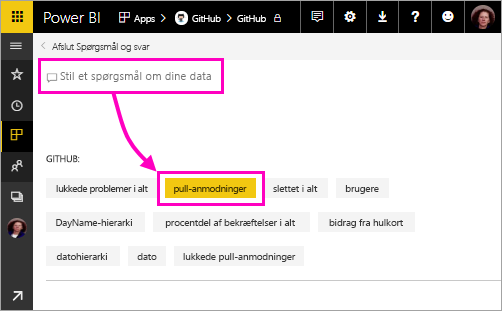 Power BI Apps > GitHub > GitHub
< Afslut Spørgsmål og svar
Stil et spørgsmål om dine data
GITHUB:
lukkede problemer i alt pull-anmodninger slettet i alt brugere
DayName-hierarki procentdel af bekræftelser i alt bidrag fra hulkort
datohierarki dato lukkede pull-anmodninger